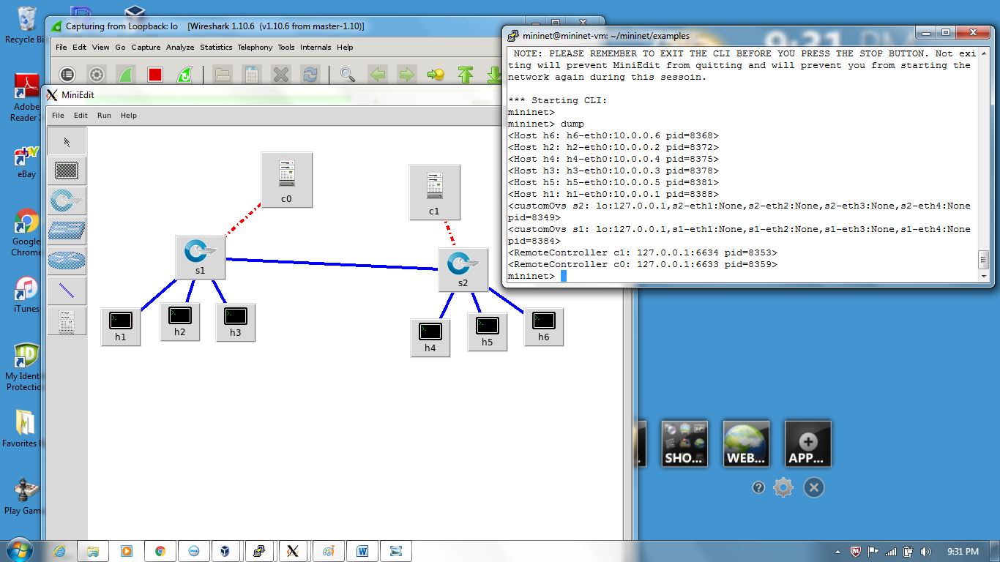 Recycle Bin
Adobe
Reader
eBay
Google
Chrome
iTunes
My Identi
Protectio
Favorites
Play Gam
Capturing from Loopback: lo [Wireshark 1.10.6 (v1.10.6 from master-1.10)]
File Edit View Go Capture Analyze Statistics Telephony Tools Internals Help
MiniEdit
File Edit Run Help
c0
c1
s1
s2
h1
h2
h3
h4
h5
h6
mininet@mininet-vm: ~/mininet/examples
NOTE: PLEASE REMEMBER TO EXIT THE CLI BEFORE YOU PRESS THE STOP BUTTON. Not exi
ting will prevent MiniEdit from quitting and will prevent you from starting the
network again during this sessoin.
*** Starting CLI:
mininet>
mininet> dump
<Host h6: h6-eth0:10.0.0.6 pid=8368>
<Host h2: h2-eth0:10.0.0.2 pid=8372>
<Host h4: h4-eth0:10.0.0.4 pid=8375>
<Host h3: h3-eth0:10.0.0.3 pid=8378>
<Host h5: h5-eth0:10.0.0.5 pid=8381>
<Host h1: h1-eth0:10.0.0.1 pid=8388>
<customOvs s2: lo:127.0.0.1,s2-eth1:None,s2-eth2:None,s2-eth3:None,s2-eth4:None
pid=8349>
<customOvs s1: lo:127.0.0.1,s1-eth1:None,s1-eth2:None,s1-eth3:None,s1-eth4:None
pid=8384>
<RemoteController c1: 127.0.0.1:6634 pid=8353>
<RemoteController c0: 127.0.0.1:6633 pid=8359>
mininet>
SHO...
WEB...
APP...
9:31 PM